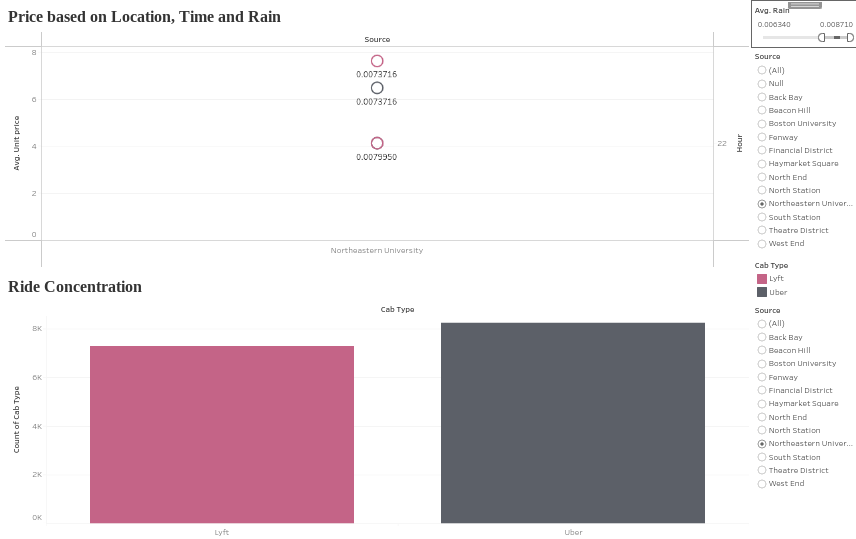 Price based on Location, Time and Rain
Source
8
6
4
2
0
Avg. Unit price
0.0073716
0.0073716
0.0079950
22
Hour
Northeastern University
Ride Concentration
Cab Type
8K
6K
4K
2K
0K
Count of Cab Type
Lyft
Uber
Avg. Rain
0.006340 0.008710
Source
(All)
Null
Back Bay
Beacon Hill
Boston University
Fenway
Financial District
Haymarket Square
North End
North Station
Northeastern Univer...
South Station
Theatre District
West End
Cab Type
Lyft
Uber
Source
(All)
Back Bay
Beacon Hill
Boston University
Fenway
Financial District
Haymarket Square
North End
North Station
Northeastern Univer...
South Station
Theatre District
West End